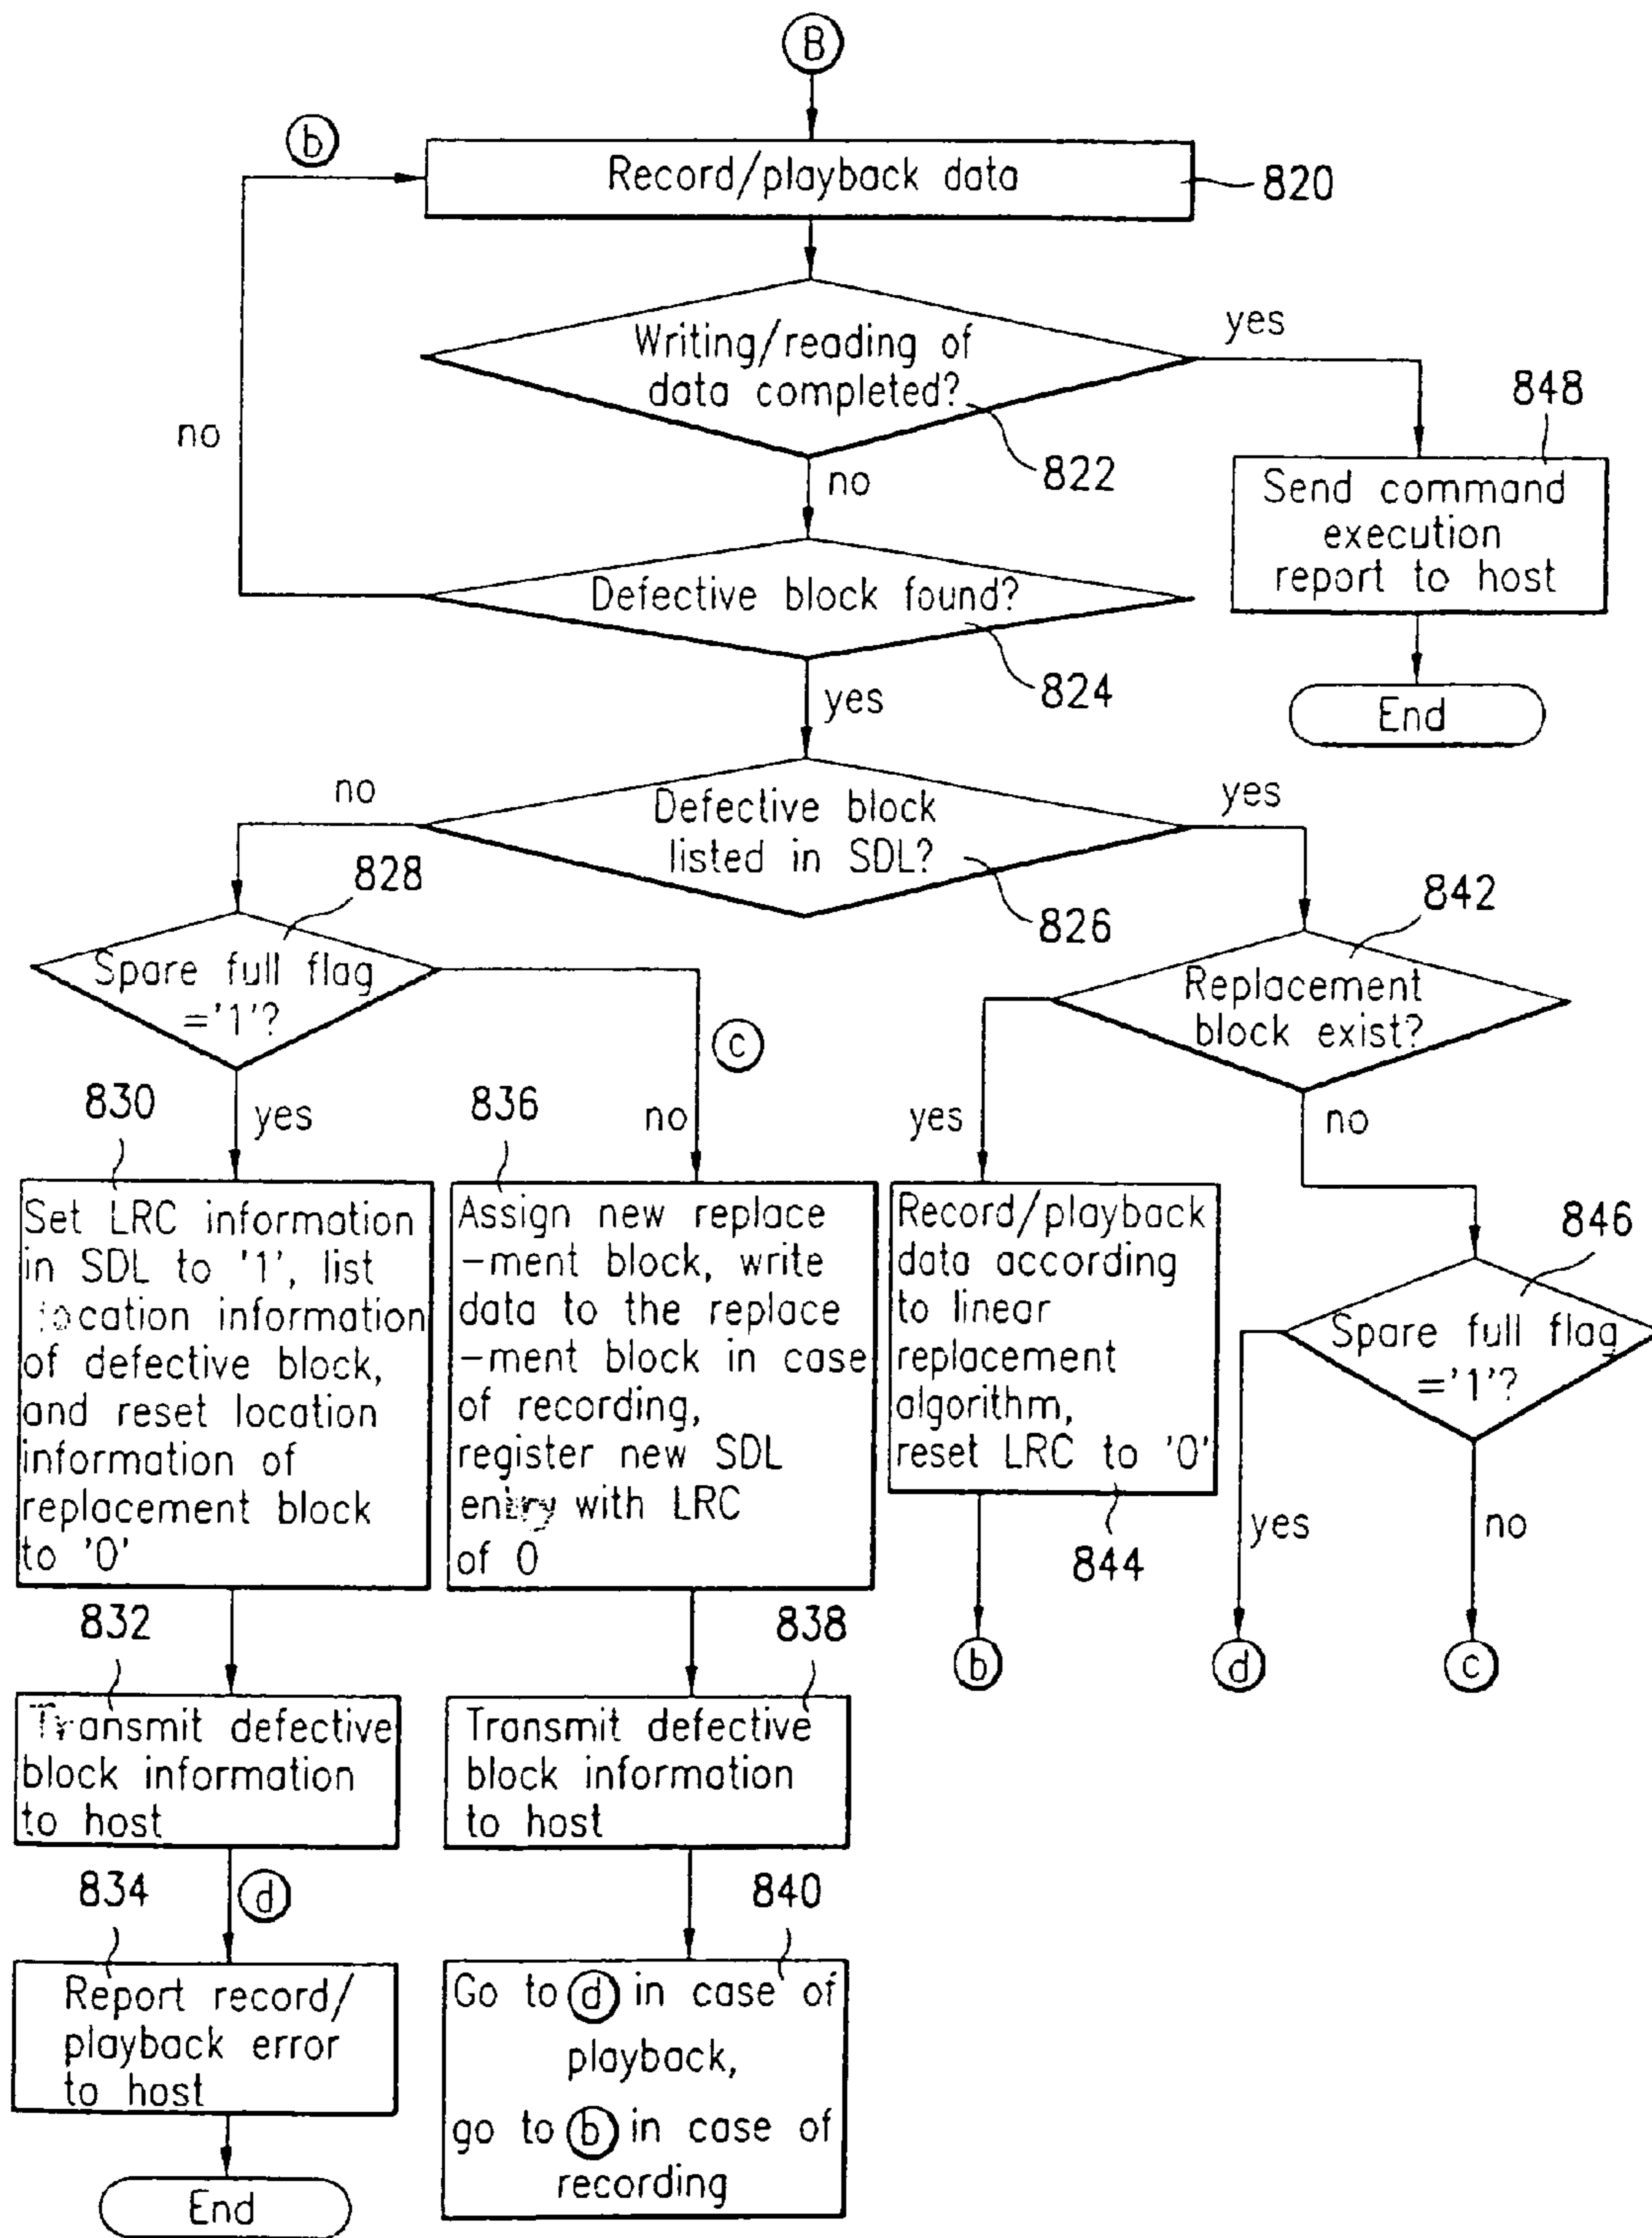 B
b
Record/playback data
820
Writing/reading of
data completed?
yes
no
822
no
848
Send command
execution
report to host
Defective block found?
824
yes
End
no
Defective block
listed in SDL?
yes
826
828
Spare full flag
='1'?
842
Replacement
block exist?
c
830
yes
836
no
yes
no
Set LRC information
in SDL to '1', list
location information
of defective block,
and reset location
information of
replacement block
to '0'
Assign new replace
-ment block, write
data to the replace
-ment block in case
of recording,
register new SDL
entry with LRC
of 0
Record/playback
data according
to linear
replacement
algorithm,
reset LRC to '0'
844
846
Spare full flag
='1'?
yes
no
b
d
c
832
Transmit defective
block information
to host
838
Transmit defective
block information
to host
834
d
840
Report record/
playback error
to host
Go to d in case of
playback,
go to b in case of
recording
End